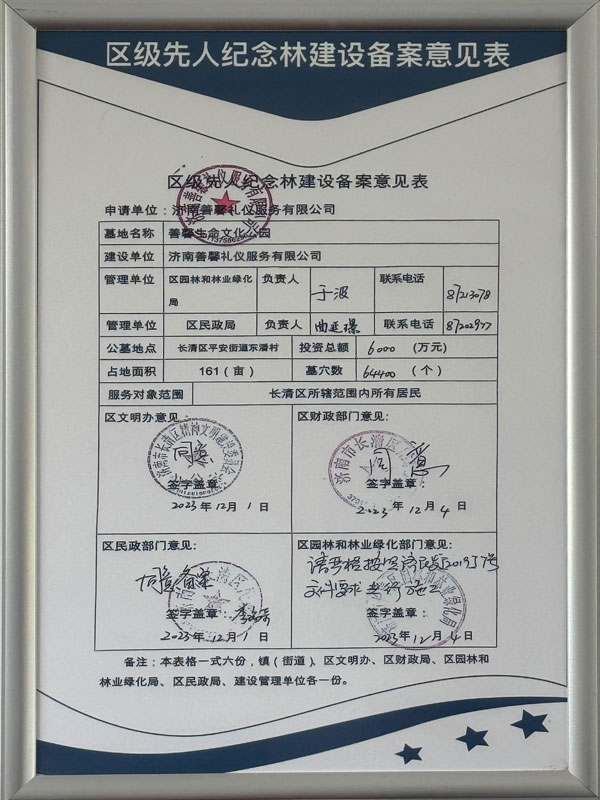 区级先人纪念林建设备案意见表
区级先人纪念林建设备案意见表
申请单位：济南善馨礼仪服务有限公司
墓地名称 善馨生命文化公园
建设单位 济南善馨礼仪服务有限公司
管理单位 区园林和林业绿化局 负责人 于波 联系电话 87213078
管理单位 区民政局 负责人 联系电话 87202977
公墓地点 长清区平安街道东潘村 投资总额 6000 （万元）
占地面积 161（亩） 墓穴数 64400 （个）
服务对象范围 长清区所辖范围内所有居民
区文明办意见：
同意
签字盖章：
2023年12月1日
区财政部门意见：
同意
签字盖章：
2023年12月4日
区民政部门意见：
同意备案
签字盖章：
2023年12月1日
区园林和林业绿化部门意见：
请严格按照
文件要求进行施工
签字盖章：
2023年12月4日
备注：本表格一式六份，镇（街道）、区文明办、区财政局、区园林和
林业绿化局、区民政局、建设管理单位各一份。